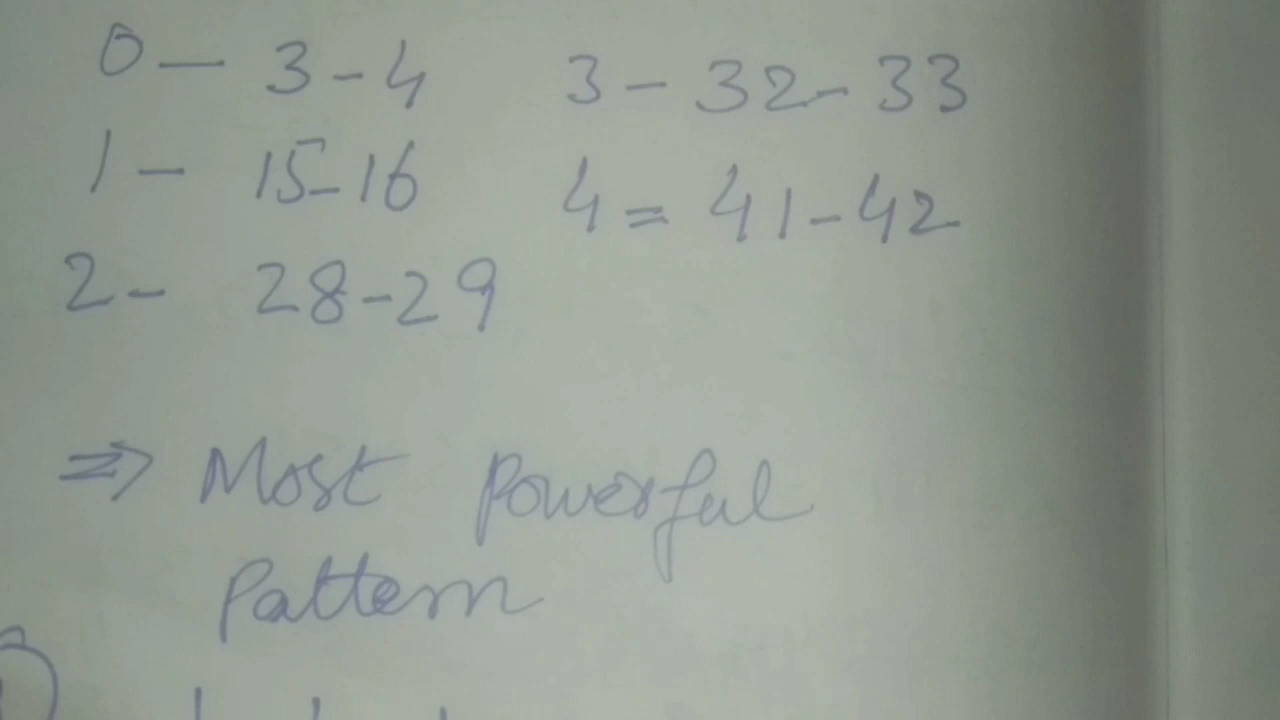 0 — 3 - 4
1 - 15-16
2 - 28-29
3 - 32-33
4 = 41-42
⇒ Most Powerful
Pattern